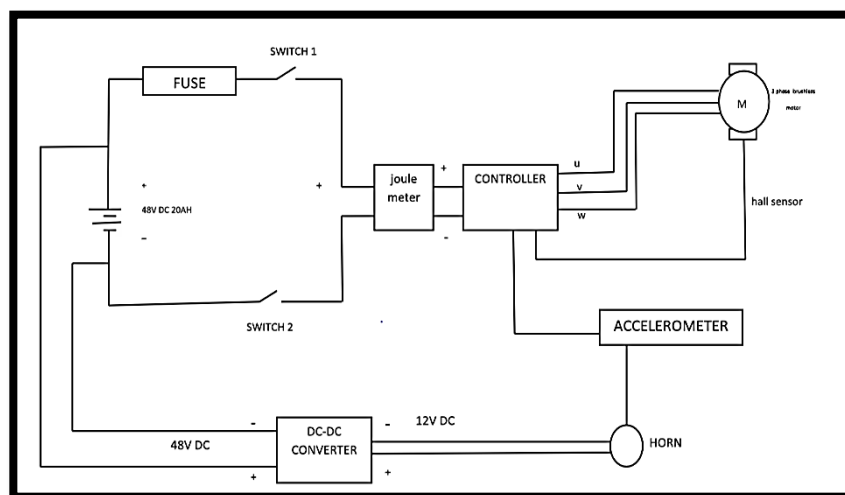 SWITCH 1
FUSE
3 phase brushless
motor
M
u
joule
meter
+
CONTROLLER
v
+
+
48V DC 20AH
w
hall sensor
-
-
SWITCH 2
ACCELEROMETER
12V DC
-
-
DC-DC
CONVERTER
48V DC
HORN
+
+